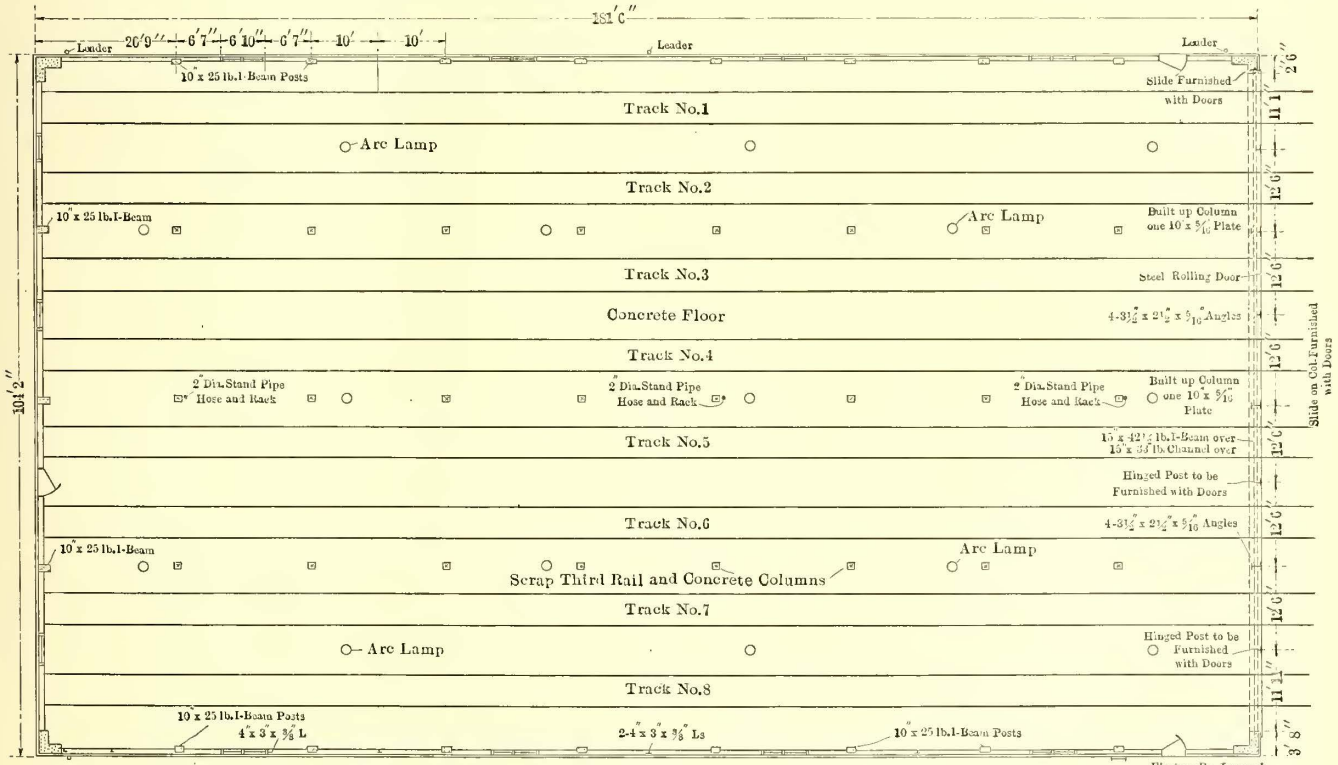 181'6"
20'9" 6'7" 6'10" 6'7" 10' 10'
Leader
Leader
Leader
10" x 25 lb. I-Beam Posts
2'6"
Slide Furnished
with Doors
11'1"
Track No.1
Arc Lamp
Track No.2
12'6"
10" x 25 lb. I-Beam
Arc Lamp
Built up Column
one 10" x 5/16" Plate
Track No.3
Steel Rolling Door
12'6"
Concrete Floor
4-3½" x 2½" x 5/16" Angles
Slide on Col. Furnished
with Doors
104'2"
Track No.4
12'6"
2" Dia. Stand Pipe
Hose and Rack
2" Dia. Stand Pipe
Hose and Rack
2" Dia. Stand Pipe
Hose and Rack
Built up Column
one 10" x 5/16"
Plate
Track No.5
15" x 42½ lb. I-Beam over
15" x 33 lb. Channel over
12'6"
Hinged Post to be
Furnished with Doors
Track No.6
4-3½" x 2½" x 5/16" Angles
12'6"
10" x 25 lb. I-Beam
Arc Lamp
Scrap Third Rail and Concrete Columns
Track No.7
12'6"
Arc Lamp
Hinged Post to be
Furnished
with Doors
Track No.8
11'1"
10" x 25 lb. I-Beam Posts
4" x 3" x 3/8" L
2-4" x 3" x 3/8" Ls
10" x 25 lb. I-Beam Posts
3'8"